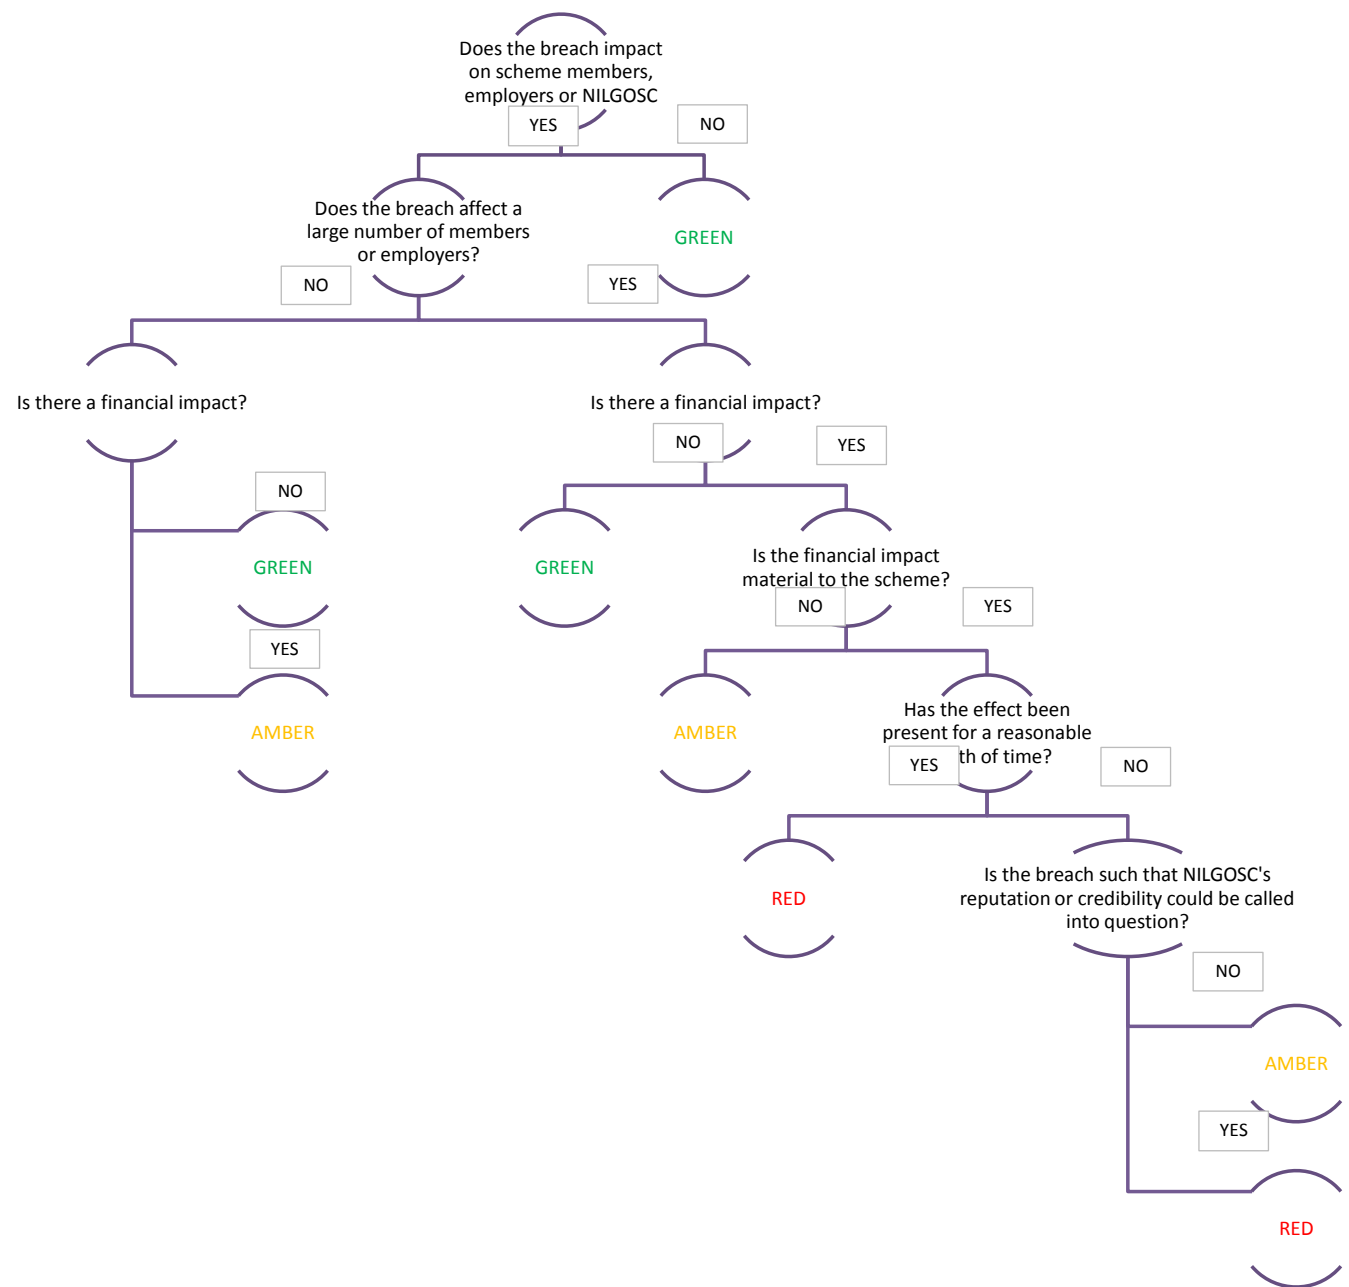 Does the breach impact
on scheme members,
employers or NILGOSC
YES
NO
Does the breach affect a
large number of members
or employers?
GREEN
NO
YES
Is there a financial impact?
Is there a financial impact?
NO
YES
NO
GREEN
YES
AMBER
GREEN
Is the financial impact
material to the scheme?
NO
YES
AMBER
Has the effect been
present for a reasonable
th of time?
YES
NO
RED
Is the breach such that NILGOSC's
reputation or credibility could be called
into question?
NO
AMBER
YES
RED